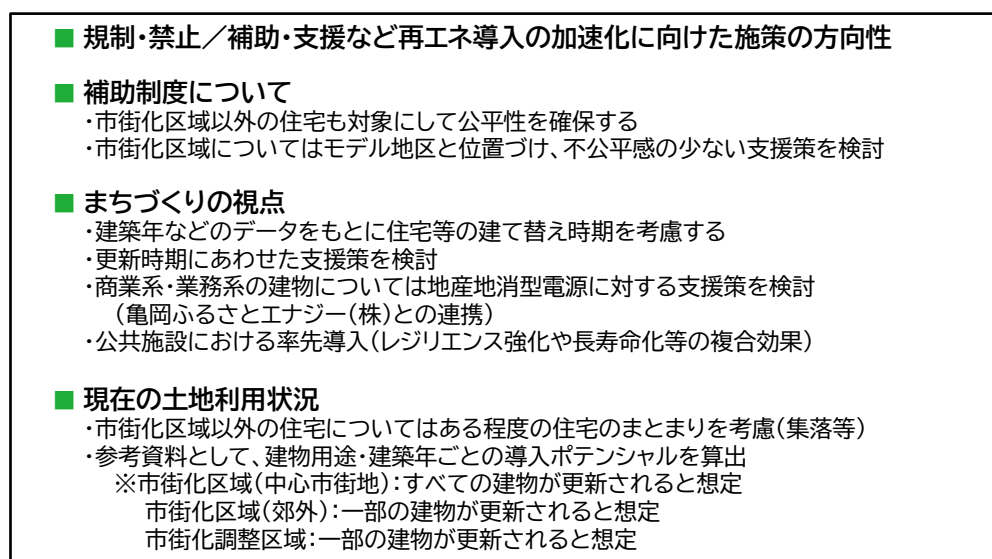 ■ 規制・禁止／補助・支援など再エネ導入の加速化に向けた施策の方向性
■ 補助制度について
・市街化区域以外の住宅も対象にして公平性を確保する
・市街化区域についてはモデル地区と位置づけ、不公平感の少ない支援策を検討
■ まちづくりの視点
・建築年などのデータをもとに住宅等の建て替え時期を考慮する
・更新時期にあわせた支援策を検討
・商業系・業務系の建物については地産地消型電源に対する支援策を検討
（亀岡ふるさとエナジー（株）との連携）
・公共施設における率先導入（レジリエンス強化や長寿命化等の複合効果）
■ 現在の土地利用状況
・市街化区域以外の住宅についてはある程度の住宅のまとまりを考慮（集落等）
・参考資料として、建物用途・建築年ごとの導入ポテンシャルを算出
※市街化区域（中心市街地）：すべての建物が更新されると想定
市街化区域（郊外）：一部の建物が更新されると想定
市街化調整区域：一部の建物が更新されると想定